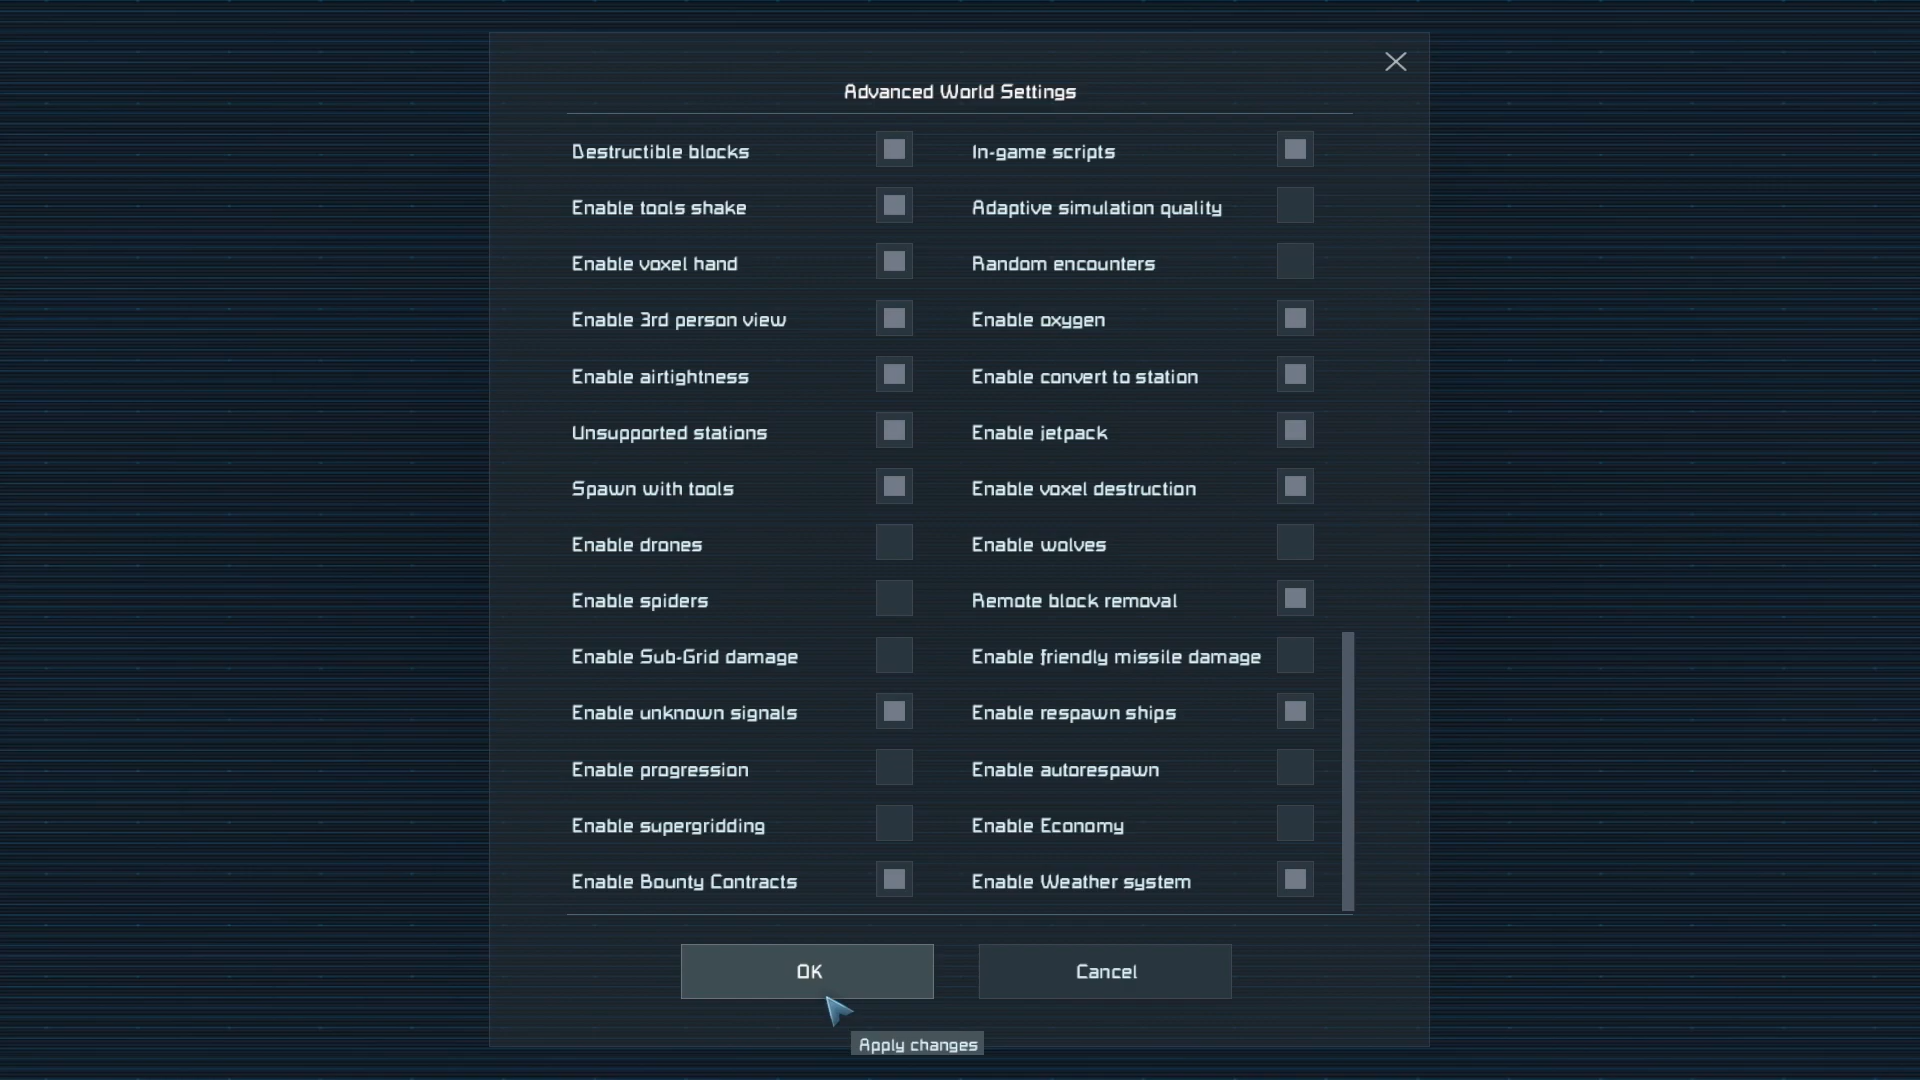 Advanced World Settings
Destructible blocks In-game scripts
Enable tools shake Adaptive simulation quality
Enable voxel hand Random encounters
Enable 3rd person view Enable oxygen
Enable airtightness Enable convert to station
Unsupported stations Enable jetpack
Spawn with tools Enable voxel destruction
Enable drones Enable wolves
Enable spiders Remote block removal
Enable Sub-Grid damage Enable friendly missile damage
Enable unknown signals Enable respawn ships
Enable progression Enable autorespawn
Enable supergridding Enable Economy
Enable Bounty Contracts Enable Weather system
OK Cancel
Apply changes